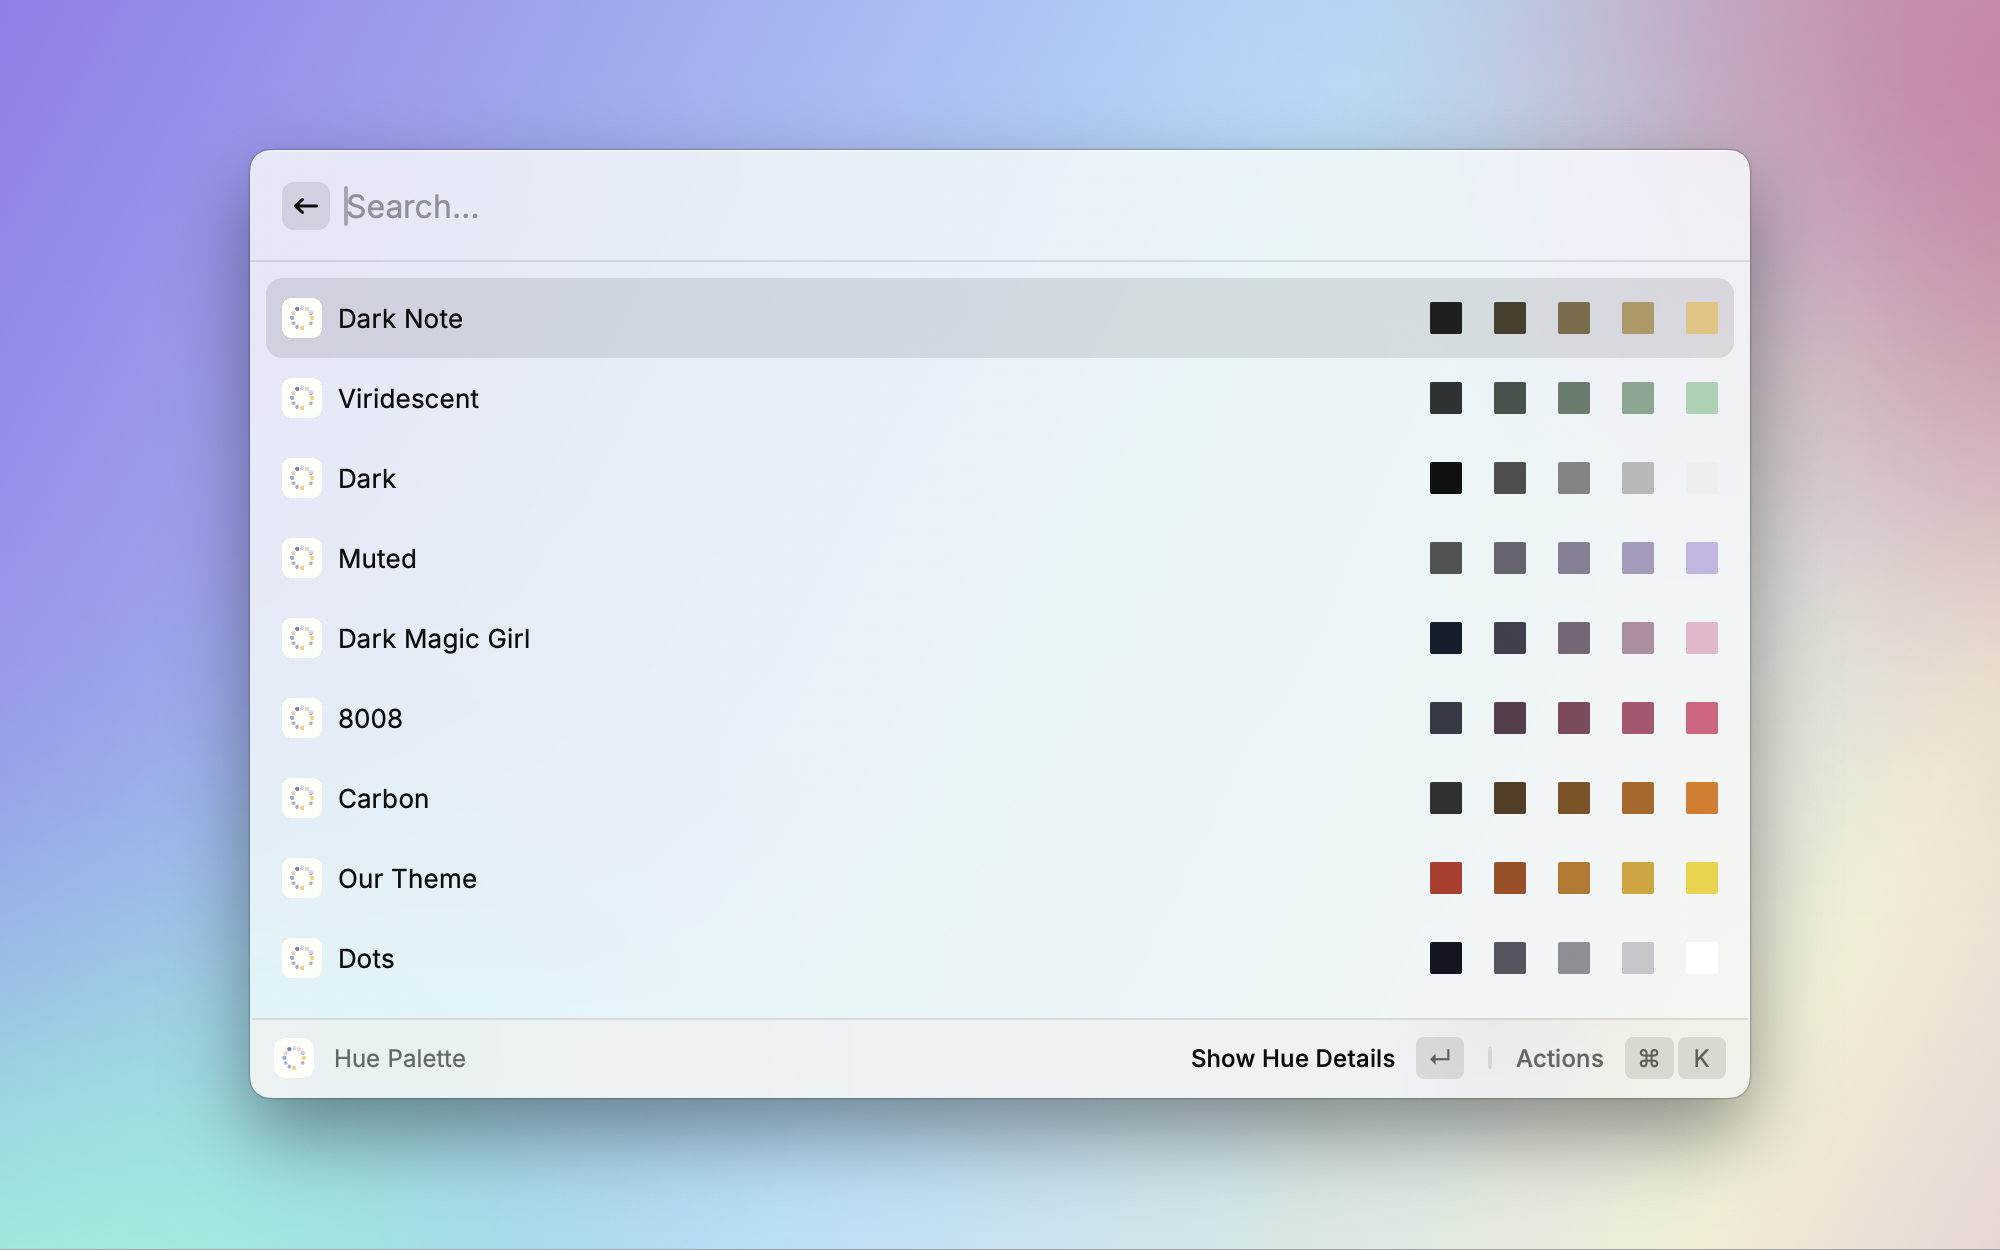 Search...
Dark Note
Viridescent
Dark
Muted
Dark Magic Girl
8008
Carbon
Our Theme
Dots
Hue Palette Show Hue Details ↵ Actions ⌘ K